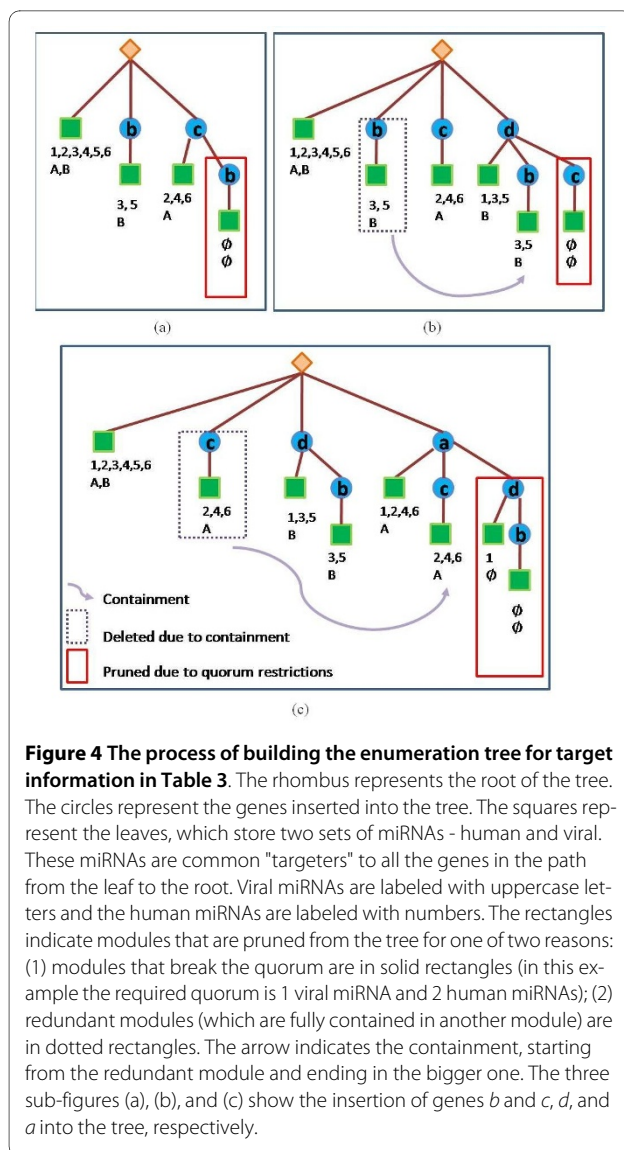 b
c
1,2,3,4,5,6
A,B
3, 5
B
2,4,6
A
b
Ø
Ø
(a)
b
c
d
1,2,3,4,5,6
A,B
3, 5
B
2,4,6
A
1,3,5
B
b
c
3,5
B
Ø
Ø
(b)
c
d
a
1,2,3,4,5,6
A,B
2,4,6
A
1,3,5
B
b
3,5
B
1,2,4,6
A
c
2,4,6
A
d
1
Ø
b
Ø
Ø
Containment
Deleted due to containment
Pruned due to quorum restrictions
(c)
Figure 4 The process of building the enumeration tree for target
information in Table 3. The rhombus represents the root of the tree.
The circles represent the genes inserted into the tree. The squares rep-
resent the leaves, which store two sets of miRNAs - human and viral.
These miRNAs are common "targeters" to all the genes in the path
from the leaf to the root. Viral miRNAs are labeled with uppercase let-
ters and the human miRNAs are labeled with numbers. The rectangles
indicate modules that are pruned from the tree for one of two reasons:
(1) modules that break the quorum are in solid rectangles (in this ex-
ample the required quorum is 1 viral miRNA and 2 human miRNAs); (2)
redundant modules (which are fully contained in another module) are
in dotted rectangles. The arrow indicates the containment, starting
from the redundant module and ending in the bigger one. The three
sub-figures (a), (b), and (c) show the insertion of genes b and c, d, and
a into the tree, respectively.